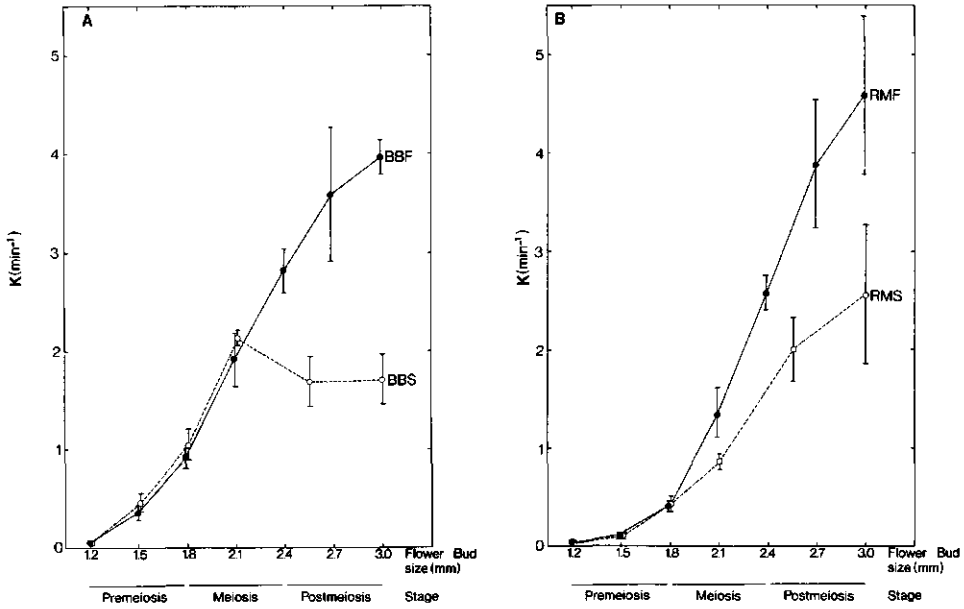 A
5
4
3
2
1
0
K (min⁻¹)
BBF
BBS
1.2 1.5 1.8 2.1 2.4 2.7 3.0 Flower Bud
size (mm)
Premeiosis Meiosis Postmeiosis Stage
B
5
4
3
2
1
0
K (min⁻¹)
RMF
RMS
1.2 1.5 1.8 2.1 2.4 2.7 3.0 Flower Bud
size (mm)
Premeiosis Meiosis Postmeiosis Stage